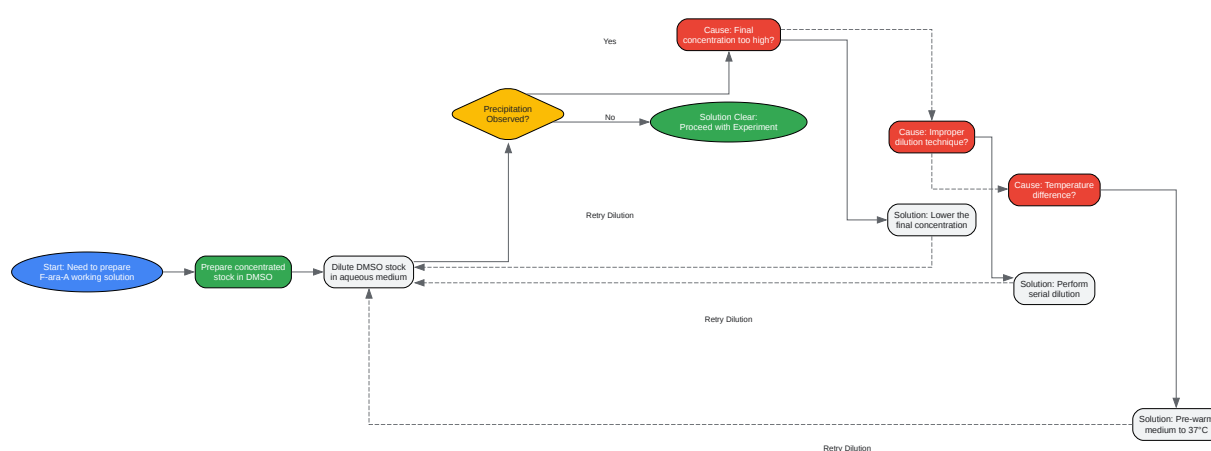 Start: Need to prepare
F-ara-A working solution
Prepare concentrated
stock in DMSO
Dilute DMSO stock
in aqueous medium
Precipitation
Observed?
Yes
No
Cause: Final
concentration too high?
Solution Clear:
Proceed with Experiment
Cause: Improper
dilution technique?
Cause: Temperature
difference?
Solution: Lower the
final concentration
Retry Dilution
Solution: Perform
serial dilution
Retry Dilution
Solution: Pre-warm
medium to 37°C
Retry Dilution